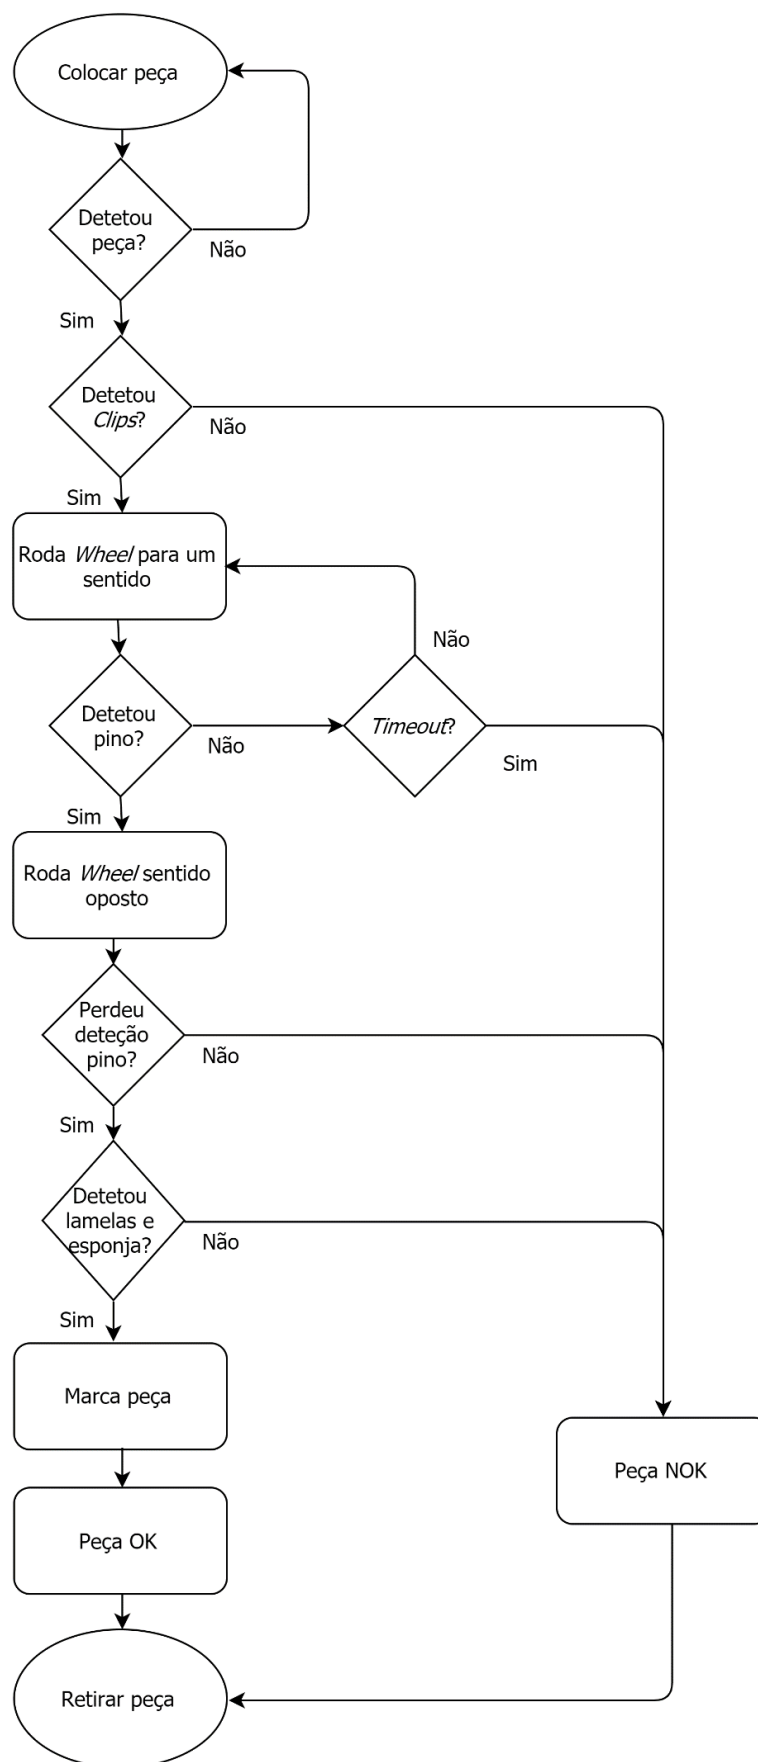 Colocar peça
Detetou
peça?
Não
Sim
Detetou
Clips?
Não
Sim
Roda Wheel para um
sentido
Não
Detetou
pino?
Não
Timeout?
Sim
Sim
Roda Wheel sentido
oposto
Perdeu
deteção
pino?
Não
Sim
Detetou
lamelas e
esponja?
Não
Sim
Marca peça
Peça NOK
Peça OK
Retirar peça